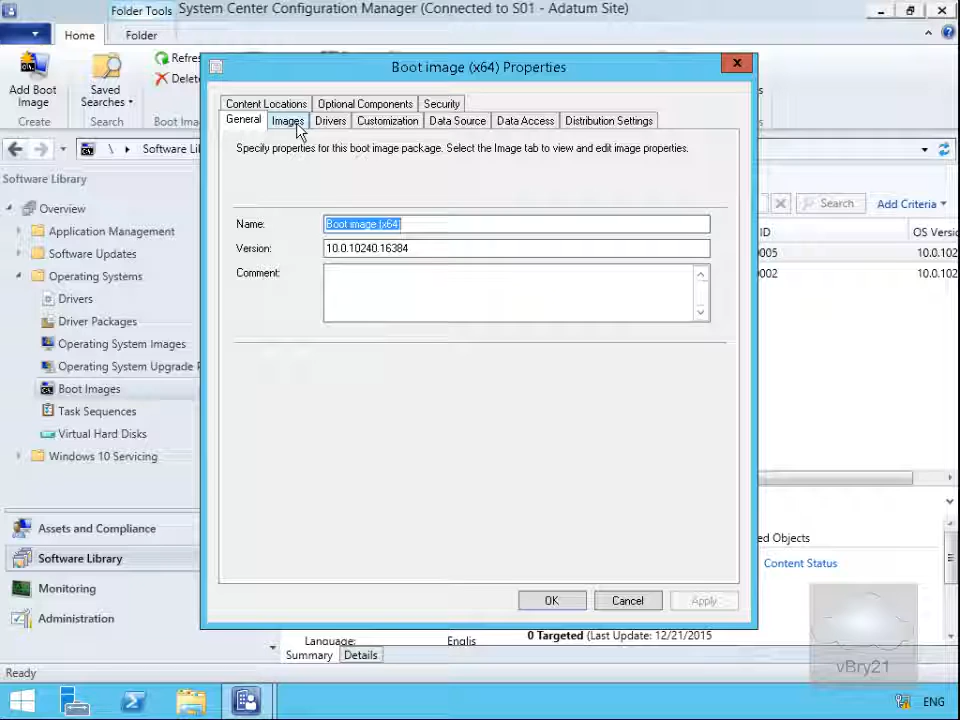 Folder Tools
System Center Configuration Manager (Connected to S01 - Adatum Site)
Home
Folder
Add Boot
Image
Create
Saved
Searches
Search
Refre
Delet
Boot Ima
Boot image (x64) Properties
Content Locations
Optional Components
Security
General
Images
Drivers
Customization
Data Source
Data Access
Distribution Settings
Specify properties for this boot image package. Select the Image tab to view and edit image properties.
Name:
Boot image (x64)
Version:
10.0.10240.16384
Comment:
OK
Cancel
Apply
\
Software Li
Software Library
Overview
Application Management
Software Updates
Operating Systems
Drivers
Driver Packages
Operating System Images
Operating System Upgrade P
Boot Images
Task Sequences
Virtual Hard Disks
Windows 10 Servicing
Assets and Compliance
Software Library
Monitoring
Administration
Search
Add Criteria
ID
OS Versio
005
10.0.102
002
10.0.102
ed Objects
Content Status
Language:
Englis
0 Targeted (Last Update: 12/21/2015
Summary
Details
Ready
vBry21
ENG